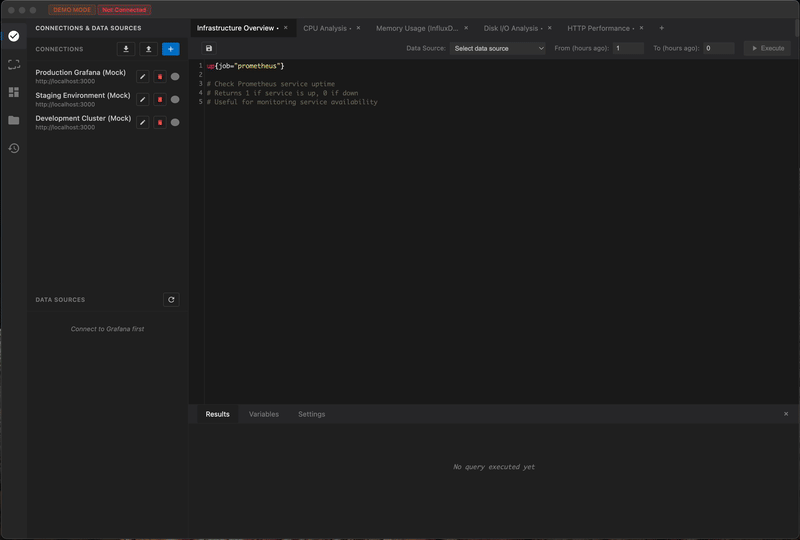 DEMO MODE Not Connected
CONNECTIONS & DATA SOURCES
CONNECTIONS
Production Grafana (Mock)
http://localhost:3000
Staging Environment (Mock)
http://localhost:3000
Development Cluster (Mock)
http://localhost:3000
DATA SOURCES
Connect to Grafana first
Infrastructure Overview • × CPU Analysis • × Memory Usage (InfluxD... × Disk I/O Analysis • × HTTP Performance • × +
Data Source: Select data source From (hours ago): 1 To (hours ago): 0 Execute
1 up{job="prometheus"}
2
3 # Check Prometheus service uptime
4 # Returns 1 if service is up, 0 if down
5 # Useful for monitoring service availability
Results Variables Settings ×
No query executed yet